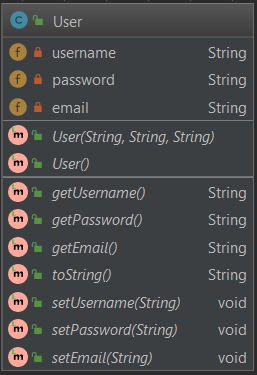 User
username String
password String
email String
User(String, String, String)
User()
getUsername() String
getPassword() String
getEmail() String
toString() String
setUsername(String) void
setPassword(String) void
setEmail(String) void